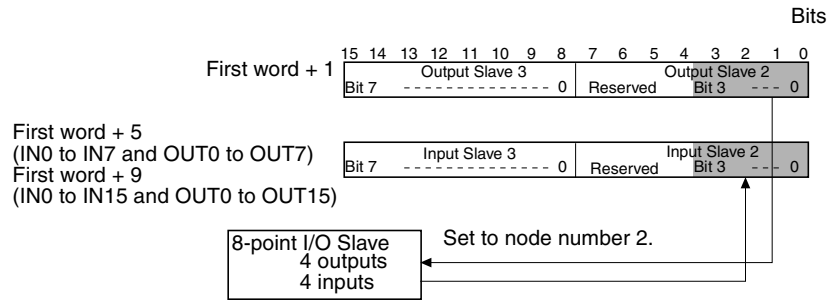 Bits
15 14 13 12 11 10 9 8 7 6 5 4 3 2 1 0
First word + 1
Output Slave 3 Output Slave 2
Bit 7 0 Reserved Bit 3 0
First word + 5
(IN0 to IN7 and OUT0 to OUT7)
First word + 9
(IN0 to IN15 and OUT0 to OUT15)
Input Slave 3 Input Slave 2
Bit 7 0 Reserved Bit 3 0
8-point I/O Slave
4 outputs
4 inputs
Set to node number 2.